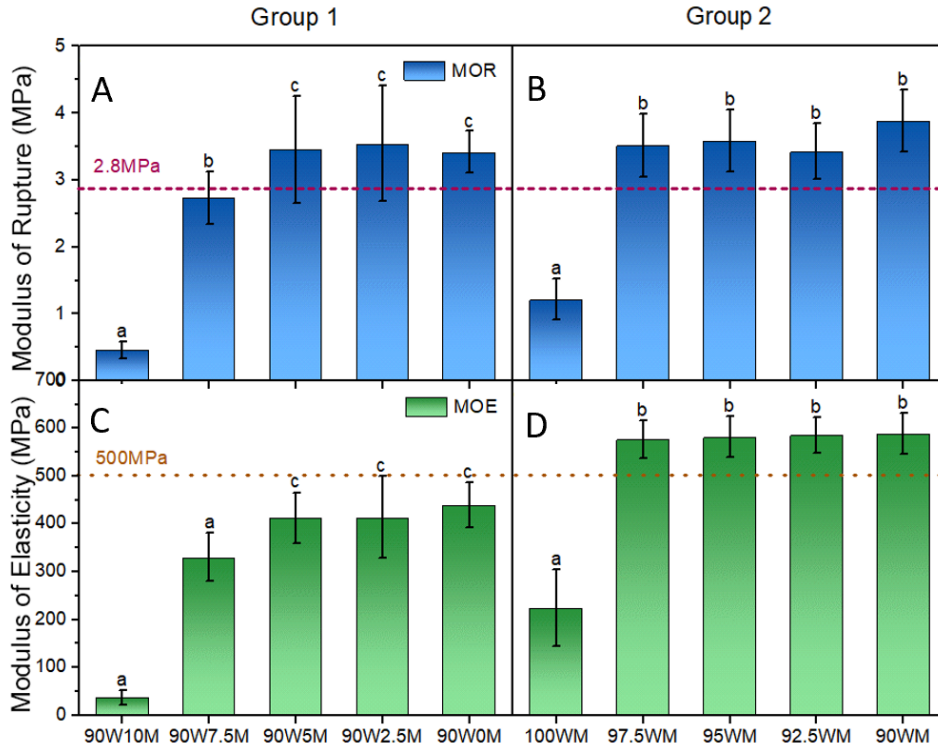 Group 1
Group 2
Modulus of Rupture (MPa)
5
4
3
2
1
0
A
MOR
2.8MPa
a
b
c
c
c
B
a
b
b
b
b
Modulus of Elasticity (MPa)
700
600
500
400
300
200
100
0
C
MOE
500MPa
a
a
c
c
c
D
a
b
b
b
b
90W10M 90W7.5M 90W5M 90W2.5M 90W0M 100WM 97.5WM 95WM 92.5WM 90WM